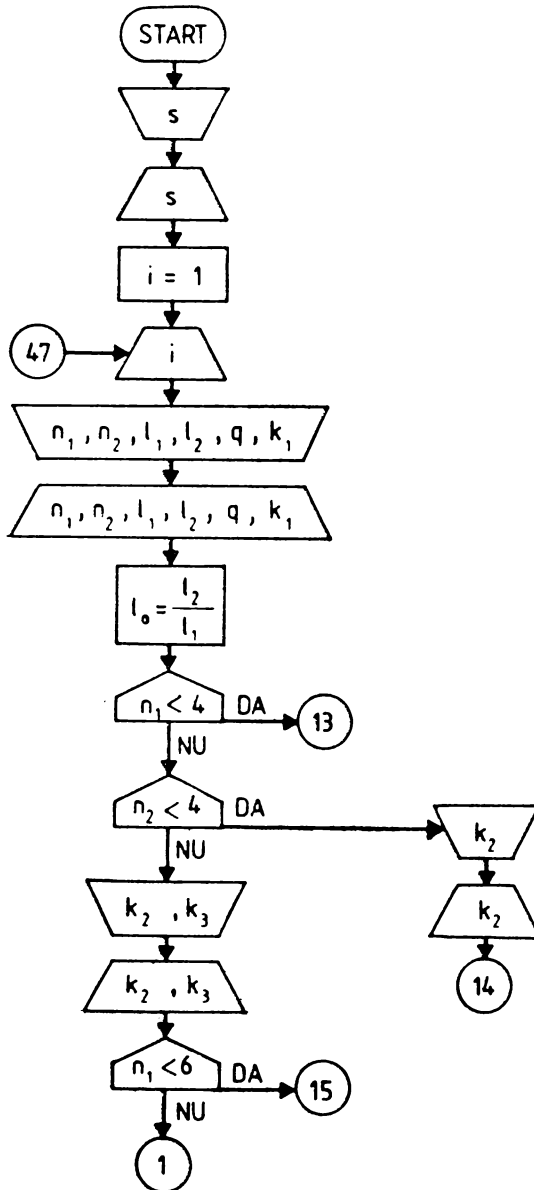 START
s
s
i = 1
47
i
n₁, n₂, l₁, l₂, q, k₁
n₁, n₂, l₁, l₂, q, k₁
l₀ = l₂/l₁
n₁ < 4 DA
13
NU
n₂ < 4 DA
k₂
NU
k₂, k₃
k₂
k₂, k₃
14
n₁ < 6 DA
15
NU
1